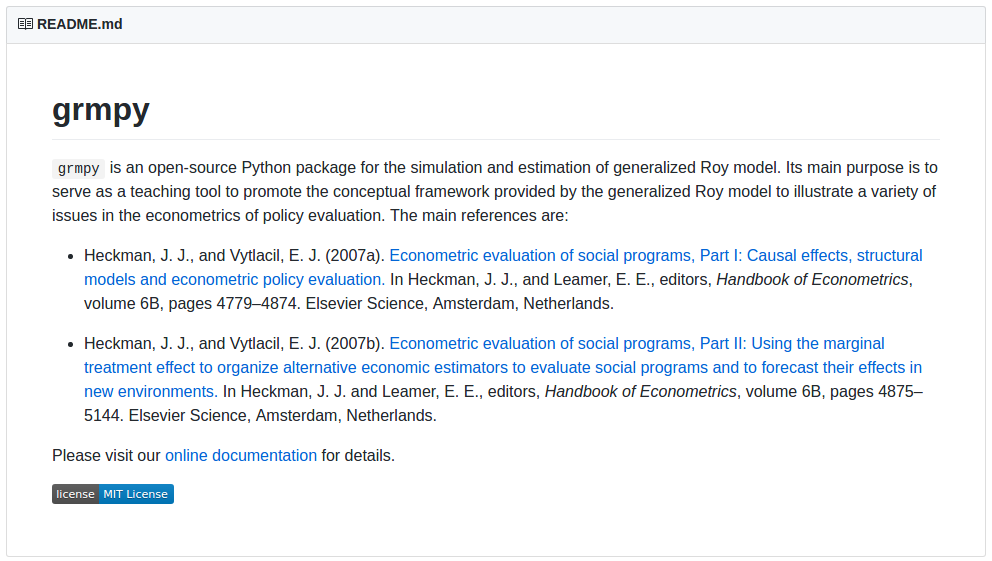 README.md
grmpy
grmpy is an open-source Python package for the simulation and estimation of generalized Roy model. Its main purpose is to
serve as a teaching tool to promote the conceptual framework provided by the generalized Roy model to illustrate a variety of
issues in the econometrics of policy evaluation. The main references are:
• Heckman, J. J., and Vytlacil, E. J. (2007a). Econometric evaluation of social programs, Part I: Causal effects, structural
models and econometric policy evaluation. In Heckman, J. J., and Leamer, E. E., editors, Handbook of Econometrics,
volume 6B, pages 4779–4874. Elsevier Science, Amsterdam, Netherlands.
• Heckman, J. J., and Vytlacil, E. J. (2007b). Econometric evaluation of social programs, Part II: Using the marginal
treatment effect to organize alternative economic estimators to evaluate social programs and to forecast their effects in
new environments. In Heckman, J. J. and Leamer, E. E., editors, Handbook of Econometrics, volume 6B, pages 4875–
5144. Elsevier Science, Amsterdam, Netherlands.
Please visit our online documentation for details.
license MIT License